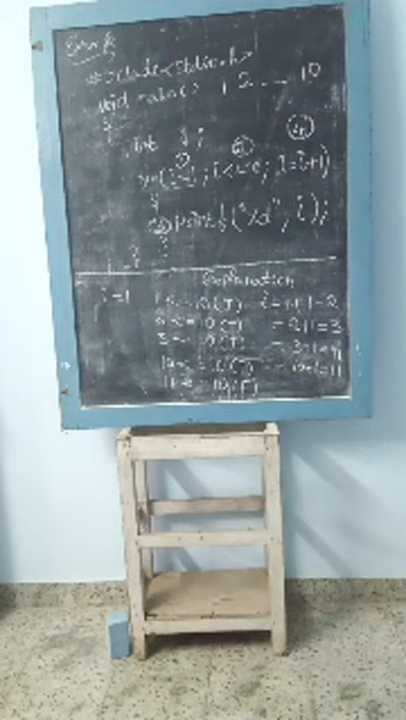 #include<stdio.h>
void main() 1 2 ... 10
{
int i;
(i=1; i<=10; i=i+1)
{
printf("%d", i);
}
}
Explanation
i=1 1<=10(T) i=1+1=2
2<=10(T) =2+1=3
3<=10(T) =3+1=4
10<=10(T) =10+1=11
11<=10(F)